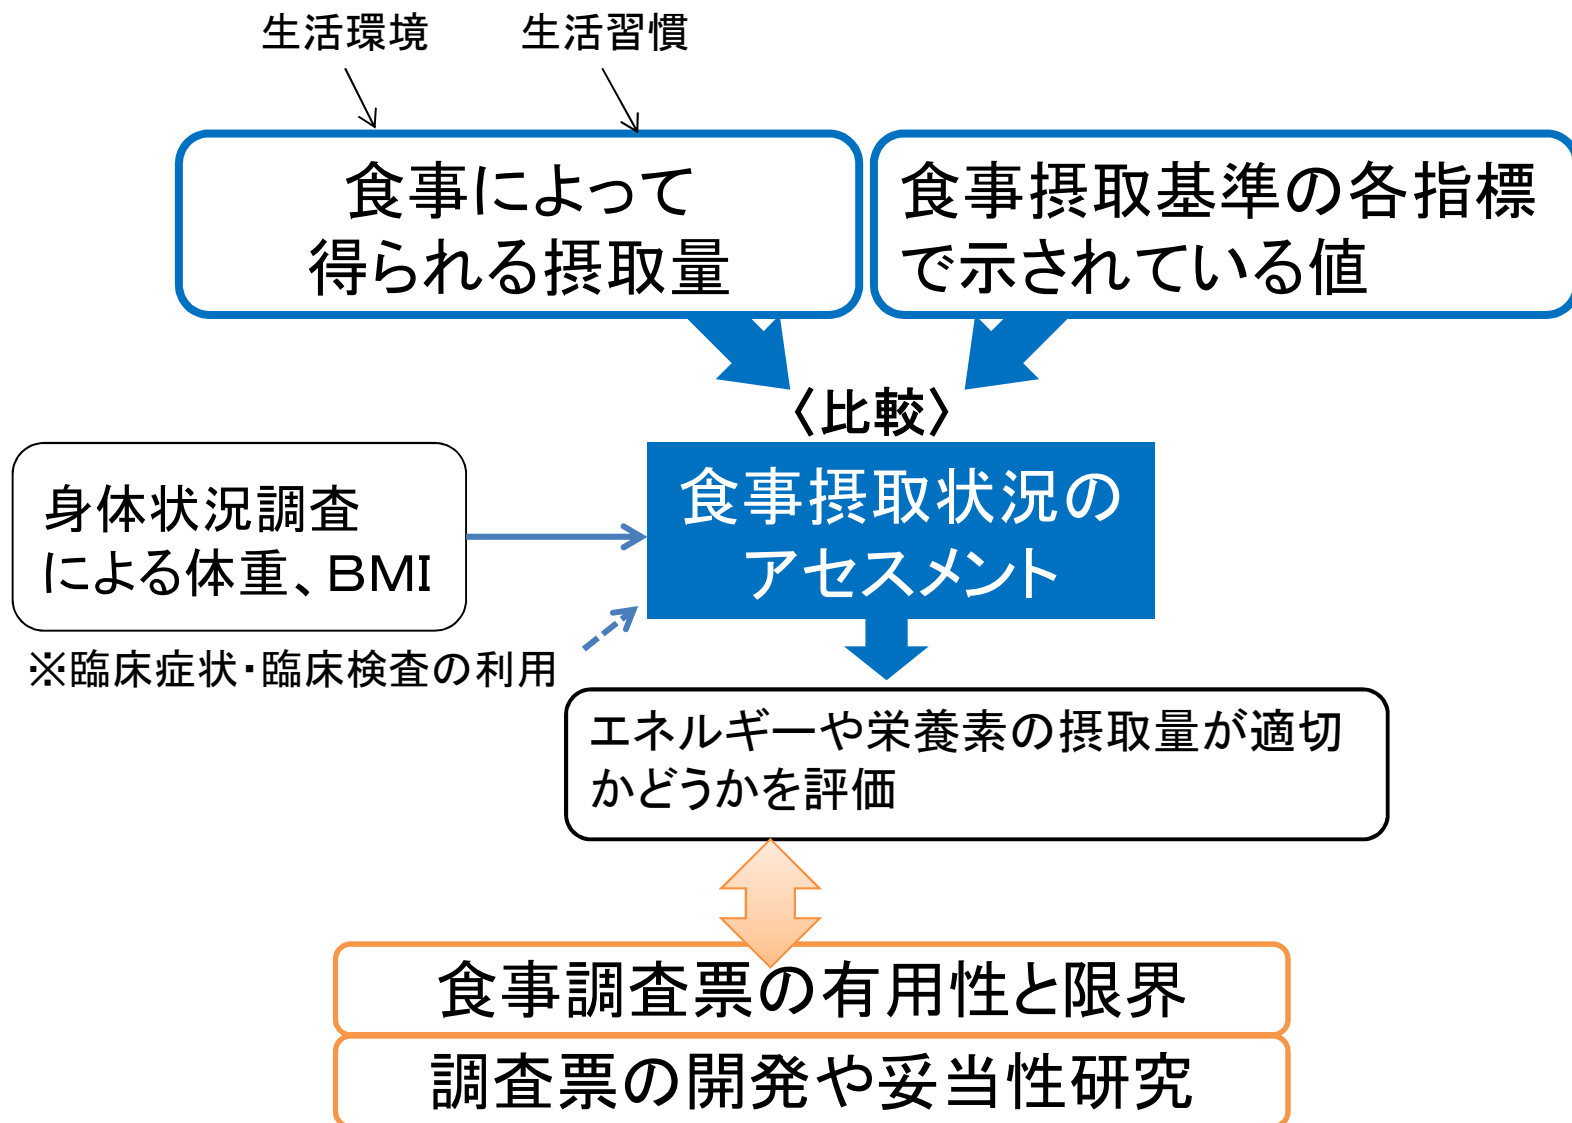 生活環境
生活習慣
食事によって
得られる摂取量
食事摂取基準の各指標
で示されている値
〈比較〉
食事摂取状況の
アセスメント
身体状況調査
による体重、BMI
※臨床症状・臨床検査の利用
エネルギーや栄養素の摂取量が適切
かどうかを評価
食事調査票の有用性と限界
調査票の開発や妥当性研究